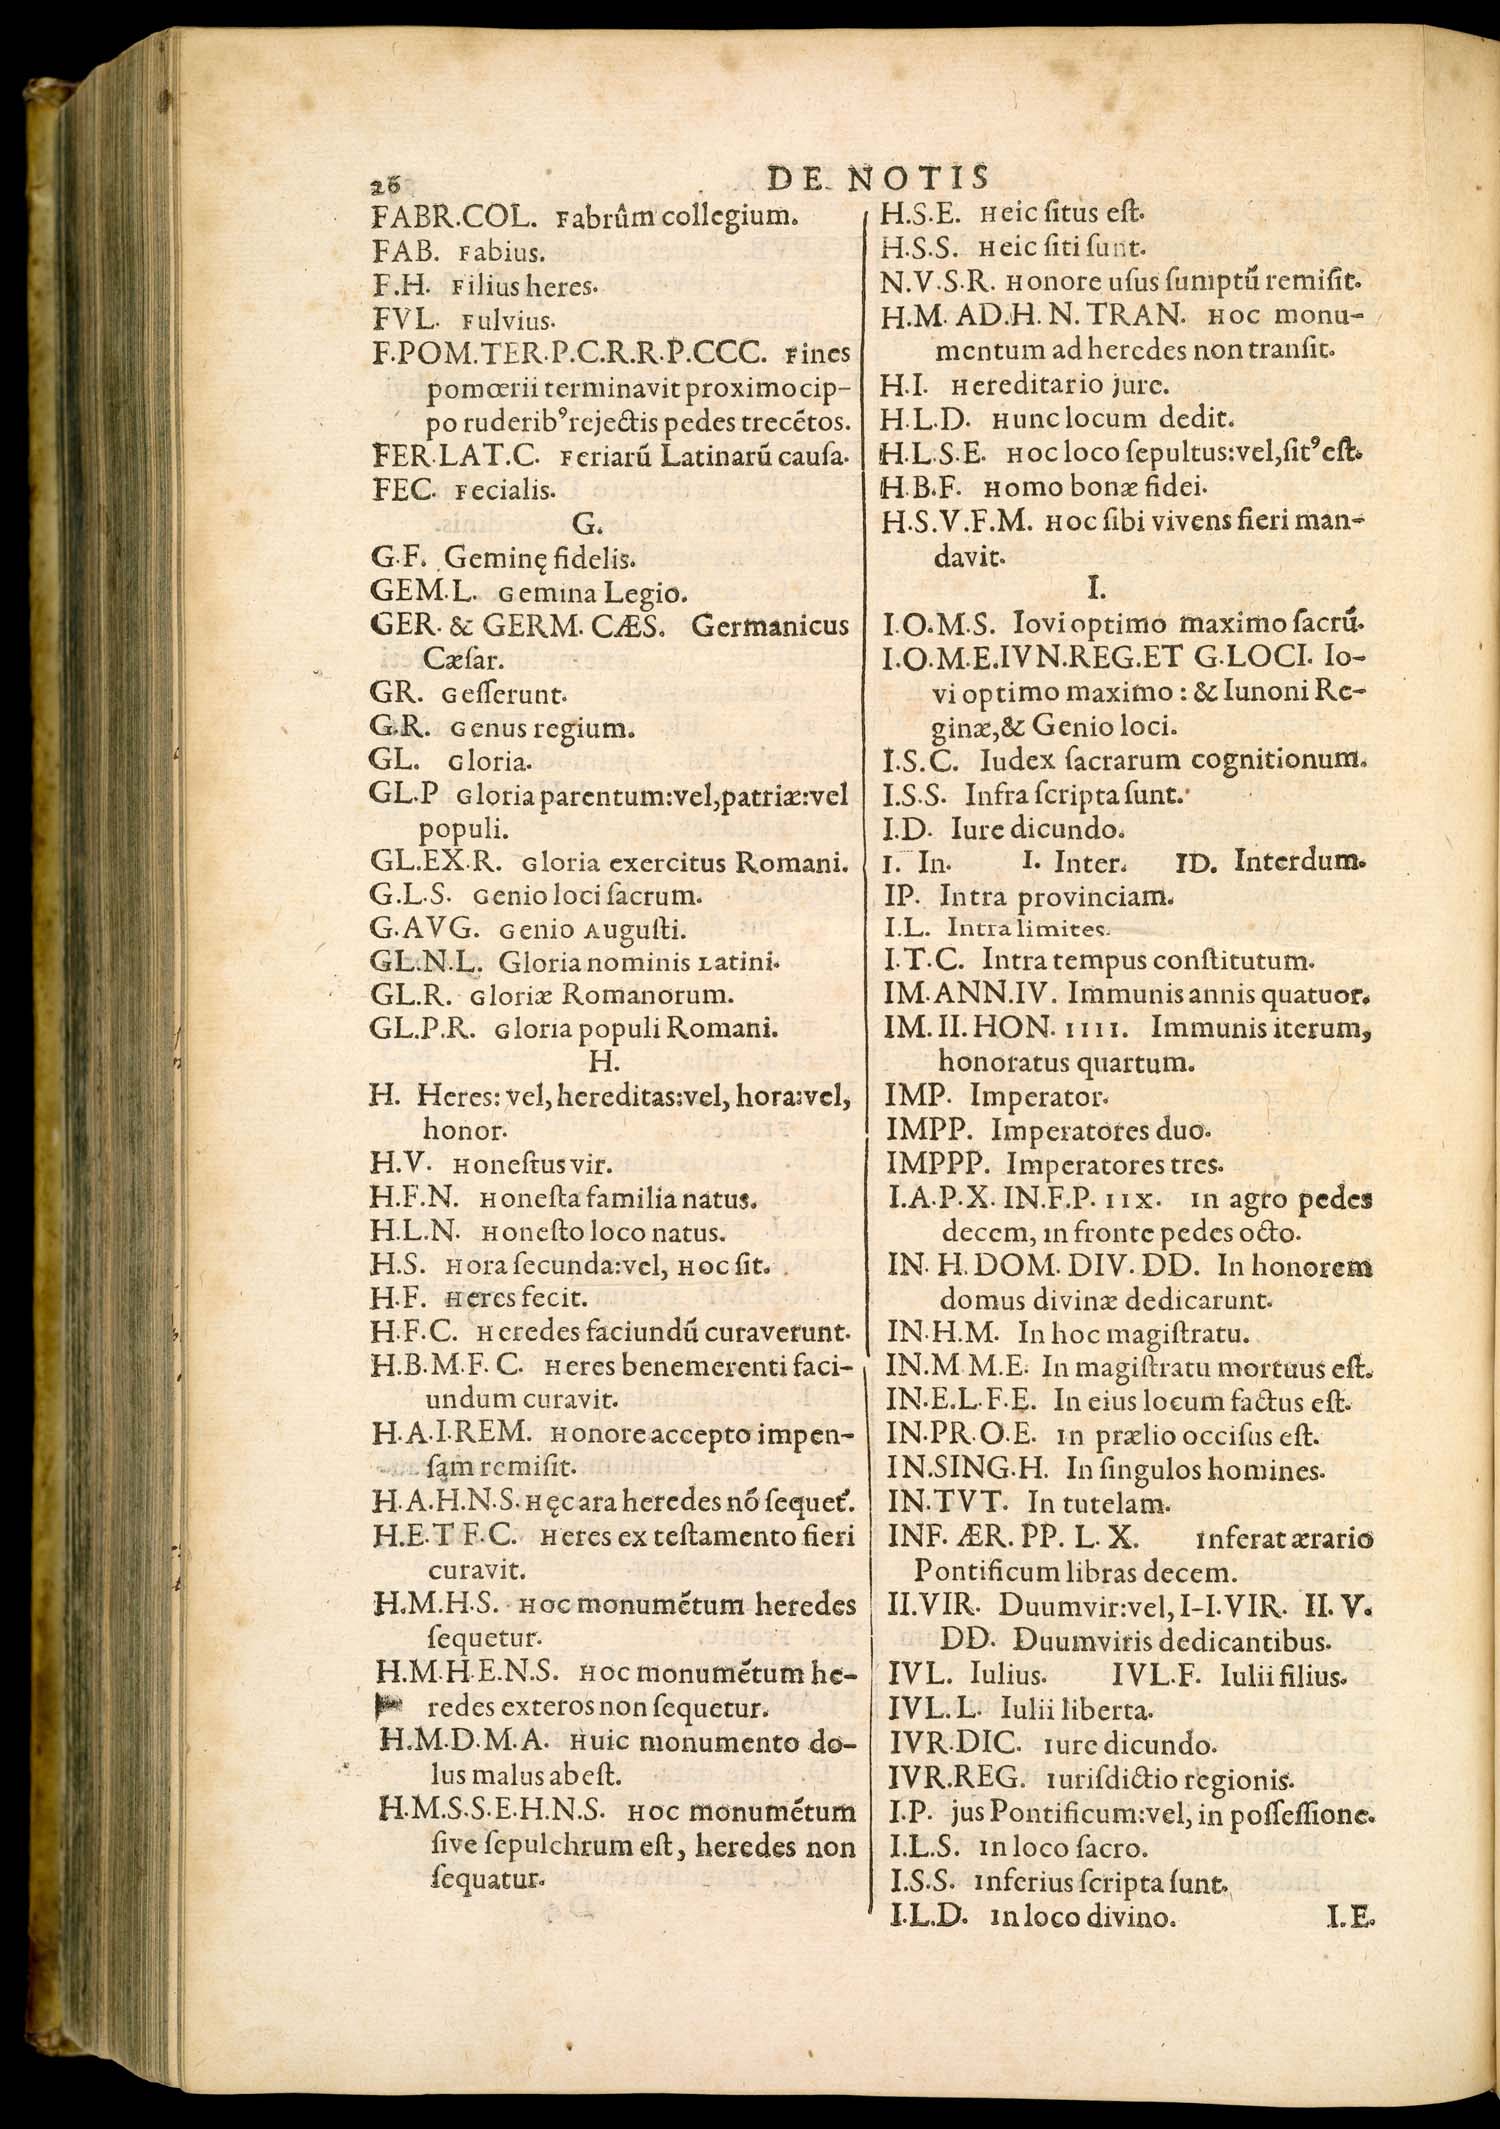 26
DE NOTIS
FABR.COL. Fabrûm collegium.
FAB. Fabius.
F.H. Filius heres.
FVL. Fulvius.
F.POM.TER.P.C.R.R.P.CCC. Fines
pomœrii terminavit proximo cip-
po ruderibꝰ rejectis pedes trecẽtos.
FER.LAT.C. Feriarũ Latinarũ cauſa.
FEC. Fecialis.
G.
G.F. Geminę fidelis.
GEM.L. Gemina Legio.
GER. & GERM. CÆS. Germanicus
Cæſar.
GR. Geſſerunt.
G.R. Genus regium.
GL. Gloria.
GL.P Gloria parentum:vel,patriæ:vel
populi.
GL.EX.R. Gloria exercitus Romani.
G.L.S. Genio loci ſacrum.
G.AVG. Genio Auguſti.
GL.N.L. Gloria nominis Latini.
GL.R. Gloriæ Romanorum.
GL.P.R. Gloria populi Romani.
H.
H. Heres: vel, hereditas:vel, hora:vel,
honor.
H.V. Honeſtus vir.
H.F.N. Honeſta familia natus.
H.L.N. Honeſto loco natus.
H.S. Hora ſecunda:vel, Hoc ſit.
H.F. Heres fecit.
H.F.C. Heredes faciundũ curaverunt.
H.B.M.F.C. Heres benemerenti faci-
undum curavit.
H.A.I.REM. Honore accepto impen-
ſam remiſit.
H.A.H.N.S. Hęc ara heredes nõ ſequet̃.
H.E.T F.C. Heres ex teſtamento fieri
curavit.
H.M.H.S. Hoc monumẽtum heredes
ſequetur.
H.M.H.E.N.S. Hoc monumẽtum he-
redes exteros non ſequetur.
H.M.D.M.A. Huic monumento do-
lus malus abeſt.
H.M.S.S.E.H.N.S. Hoc monumẽtum
ſive ſepulchrum eſt, heredes non
ſequatur.
H.S.E. Heic ſitus eſt.
H.S.S. Heic ſiti ſunt.
N.V.S.R. Honore uſus ſumptũ remiſit.
H.M. AD.H. N. TRAN. Hoc monu-
mentum ad heredes non tranſit.
H.I. Hereditario jure.
H.L.D. Hunc locum dedit.
H.L.S.E. Hoc loco ſepultus:vel,ſitꝰ eſt.
H.B.F. Homo bonæ fidei.
H.S.V.F.M. Hoc ſibi vivens fieri man-
davit.
I.
I.O.M.S. Iovi optimo maximo ſacrũ.
I.O.M.E.IVN.REG.ET G.LOCI. Io-
vi optimo maximo: & Iunoni Re-
ginæ,& Genio loci.
I.S.C. Iudex ſacrarum cognitionum.
I.S.S. Infra ſcripta ſunt.
I.D. Iure dicundo.
I. In. I. Inter. ID. Interdum.
IP. Intra provinciam.
I.L. Intra limites.
I.T.C. Intra tempus conſtitutum.
IM.ANN.IV. Immunis annis quatuor.
IM. II. HON. IIII. Immunis iterum,
honoratus quartum.
IMP. Imperator.
IMPP. Imperatores duo.
IMPPP. Imperatores tres.
I.A.P.X. IN.F.P. IIX. In agro pedes
decem, in fronte pedes octo.
IN. H. DOM. DIV. DD. In honorem
domus divinæ dedicarunt.
IN.H.M. In hoc magiſtratu.
IN.M M.E. In magiſtratu mortuus eſt.
IN.E.L.F.E. In eius locum factus eſt.
IN.PR.O.E. In prælio occiſus eſt.
IN.SING.H. In ſingulos homines.
IN.TVT. In tutelam.
INF. ÆR. PP. L. X. Inferat ærario
Pontificum libras decem.
II.VIR. Duumvir:vel, I-I.VIR. II. V.
DD. Duumviris dedicantibus.
IVL. Iulius. IVL.F. Iulii filius.
IVL.L. Iulii liberta.
IVR.DIC. Iure dicundo.
IVR.REG. Iuriſdictio regionis.
I.P. jus Pontificum:vel, in poſſeſſione.
I.L.S. In loco ſacro.
I.S.S. Inferius ſcripta ſunt.
I.L.D. In loco divino.
I.E.